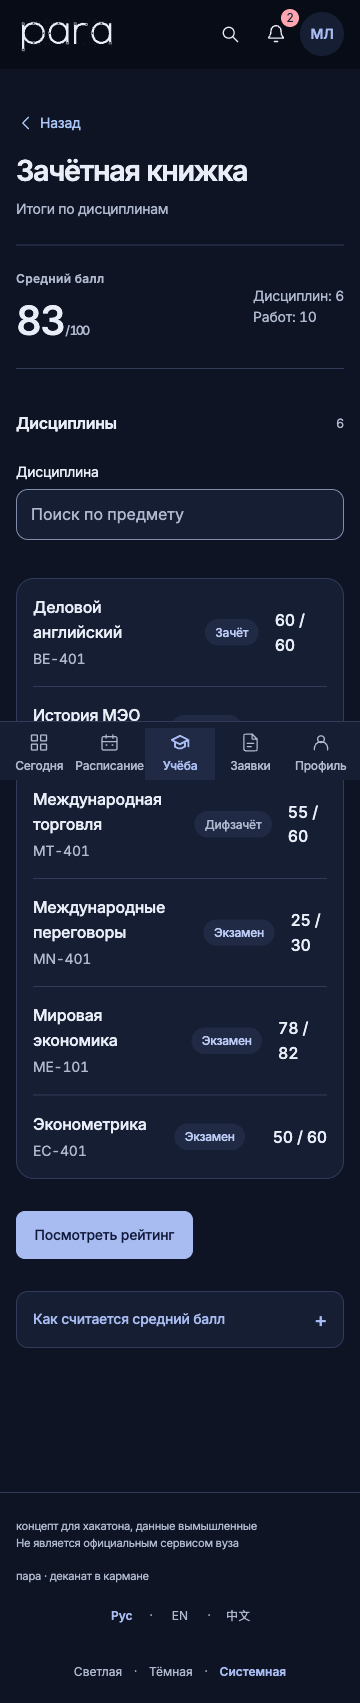 para
2
МЛ
Назад
Зачётная книжка
Итоги по дисциплинам
Средний балл
83/100
Дисциплин: 6
Работ: 10
Дисциплины
6
Дисциплина
Поиск по предмету
Деловой
английский
BE-401
Зачёт
60 /
60
История МЭО
Сегодня
Расписание
Учёба
Заявки
Профиль
Международная
торговля
MT-401
Дифзачёт
55 /
60
Международные
переговоры
MN-401
Экзамен
25 /
30
Мировая
экономика
ME-101
Экзамен
78 /
82
Эконометрика
EC-401
Экзамен
50 / 60
Посмотреть рейтинг
Как считается средний балл
+
концепт для хакатона, данные вымышленные
Не является официальным сервисом вуза
пара · деканат в кармане
Рус · EN · 中文
Светлая · Тёмная · Системная